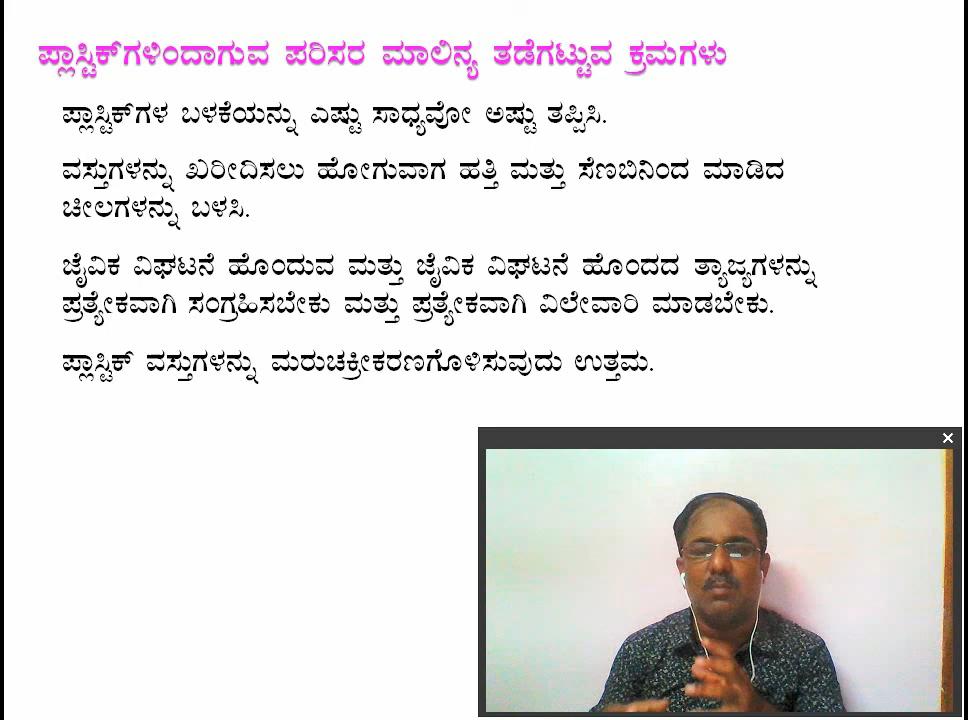 ಪ್ಲಾಸ್ಟಿಕ್‌ಗಳಿಂದಾಗುವ ಪರಿಸರ ಮಾಲಿನ್ಯ ತಡೆಗಟ್ಟುವ ಕ್ರಮಗಳು
ಪ್ಲಾಸ್ಟಿಕ್‌ಗಳ ಬಳಕೆಯನ್ನು ಎಷ್ಟು ಸಾಧ್ಯವೋ ಅಷ್ಟು ತಪ್ಪಿಸಿ.
ವಸ್ತುಗಳನ್ನು ಖರೀದಿಸಲು ಹೋಗುವಾಗ ಹತ್ತಿ ಮತ್ತು ಸೆಣಬಿನಿಂದ ಮಾಡಿದ
ಚೀಲಗಳನ್ನು ಬಳಸಿ.
ಜೈವಿಕ ವಿಘಟನೆ ಹೊಂದುವ ಮತ್ತು ಜೈವಿಕ ವಿಘಟನೆ ಹೊಂದದ ತ್ಯಾಜ್ಯಗಳನ್ನು
ಪ್ರತ್ಯೇಕವಾಗಿ ಸಂಗ್ರಹಿಸಬೇಕು ಮತ್ತು ಪ್ರತ್ಯೇಕವಾಗಿ ವಿಲೇವಾರಿ ಮಾಡಬೇಕು.
ಪ್ಲಾಸ್ಟಿಕ್ ವಸ್ತುಗಳನ್ನು ಮರುಚಕ್ರೀಕರಣಗೊಳಿಸುವುದು ಉತ್ತಮ.